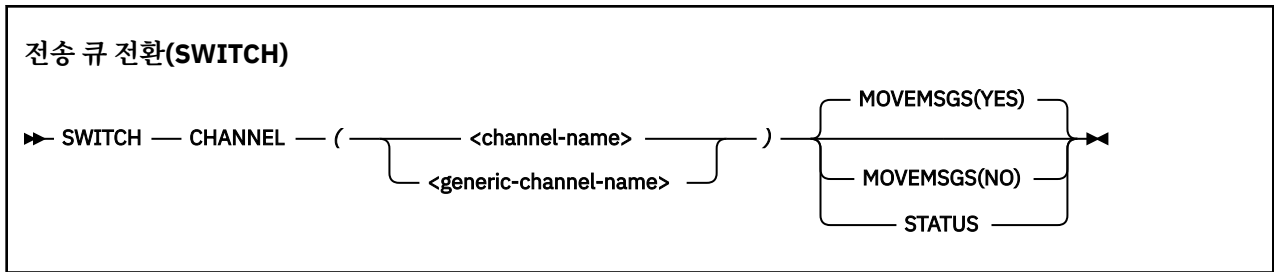 전송 큐 전환(SWITCH)
MOVEMSGS(YES)
SWITCH CHANNEL ( <channel-name> )
<generic-channel-name>
MOVEMSGS(NO)
STATUS